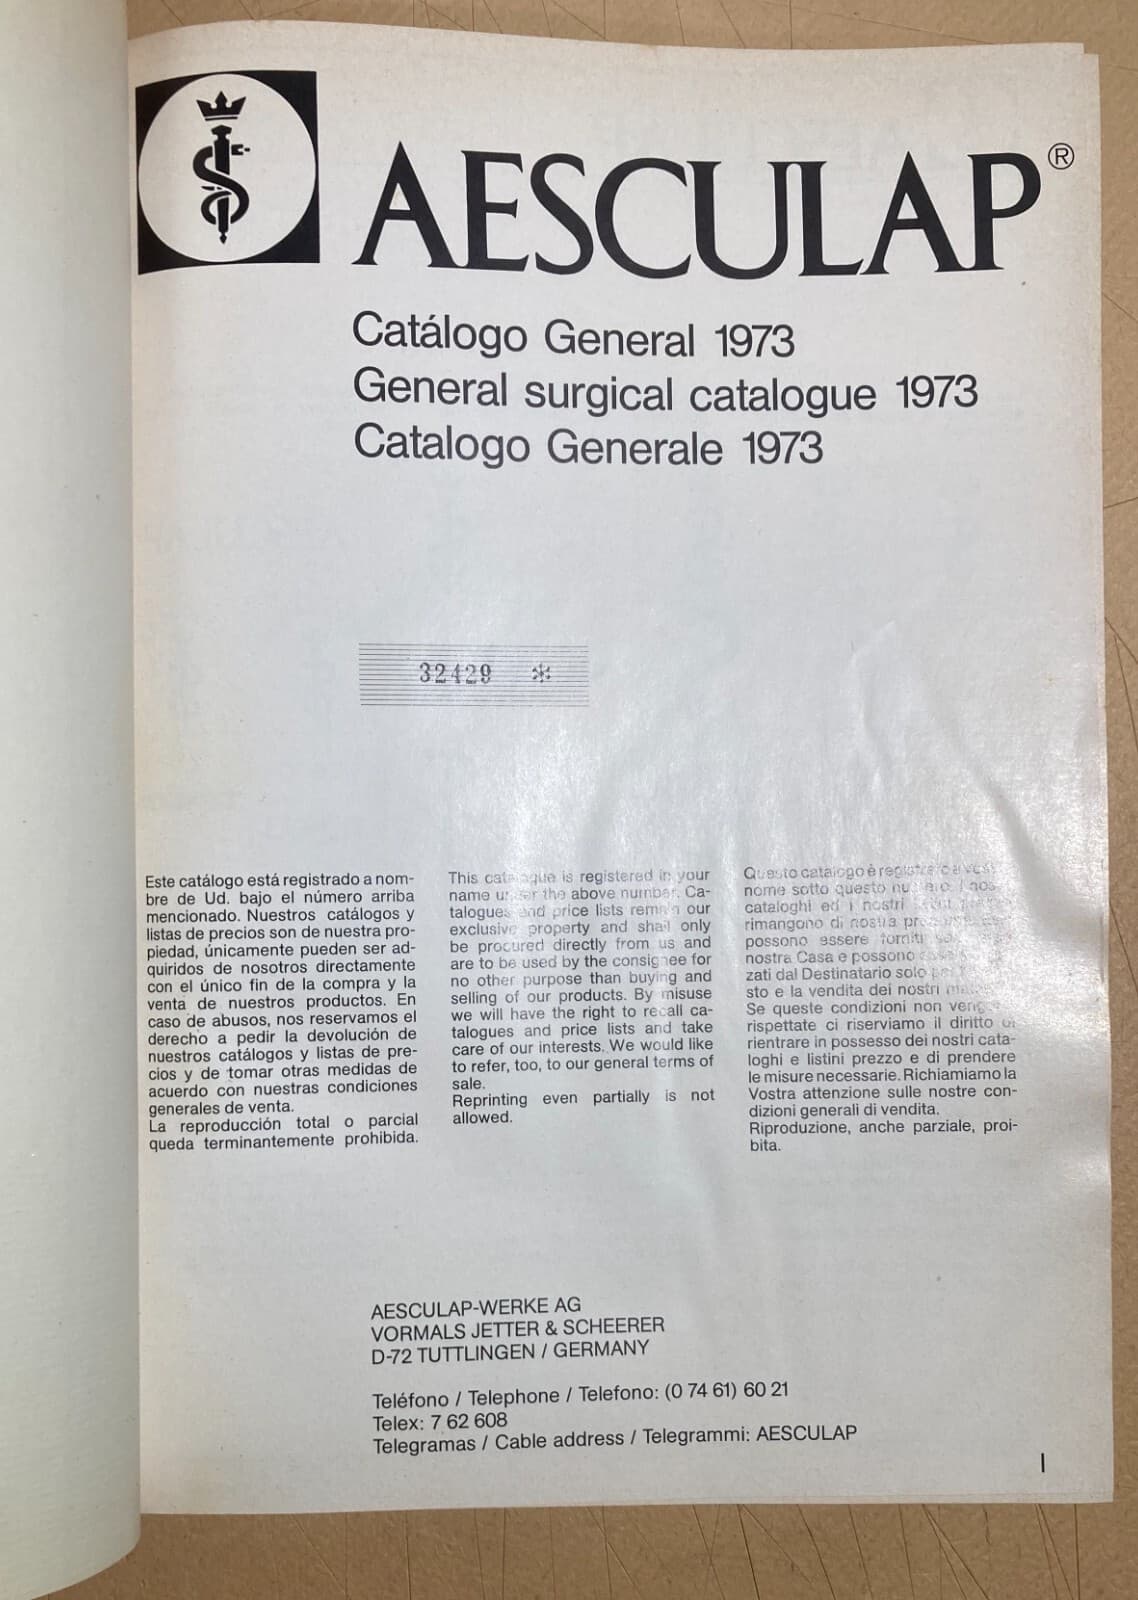 AESCULAP®
Catálogo General 1973
General surgical catalogue 1973
Catalogo Generale 1973
32429 *
Este catálogo está registrado a nom-
bre de Ud. bajo el número arriba
mencionado. Nuestros catálogos y
listas de precios son de nuestra pro-
piedad, únicamente pueden ser ad-
quiridos de nosotros directamente
con el único fin de la compra y la
venta de nuestros productos. En
caso de abusos, nos reservamos el
derecho a pedir la devolución de
nuestros catálogos y listas de pre-
cios y de tomar otras medidas de
acuerdo con nuestras condiciones
generales de venta.
La reproducción total o parcial
queda terminantemente prohibida.
This catalogue is registered in your
name under the above number. Ca-
talogues and price lists remain our
exclusive property and shall only
be procured directly from us and
are to be used by the consignee for
no other purpose than buying and
selling of our products. By misuse
we will have the right to recall ca-
talogues and price lists and take
care of our interests. We would like
to refer, too, to our general terms of
sale.
Reprinting even partially is not
allowed.
Questo catalogo è registrato a vostro
nome sotto questo numero. I nostri
cataloghi ed i nostri
rimangono di nostra
possono essere forniti
nostra Casa e possono
zati dal Destinatario solo
sto e la vendita dei nostri
Se queste condizioni non
rispettate ci riserviamo il diritto di
rientrare in possesso dei nostri cata-
loghi e listini prezzo e di prendere
le misure necessarie. Richiamiamo la
Vostra attenzione sulle nostre con-
dizioni generali di vendita.
Riproduzione, anche parziale, proi-
bita.
AESCULAP-WERKE AG
VORMALS JETTER & SCHEERER
D-72 TUTTLINGEN / GERMANY
Teléfono / Telephone / Telefono: (0 74 61) 60 21
Telex: 7 62 608
Telegramas / Cable address / Telegrammi: AESCULAP
I